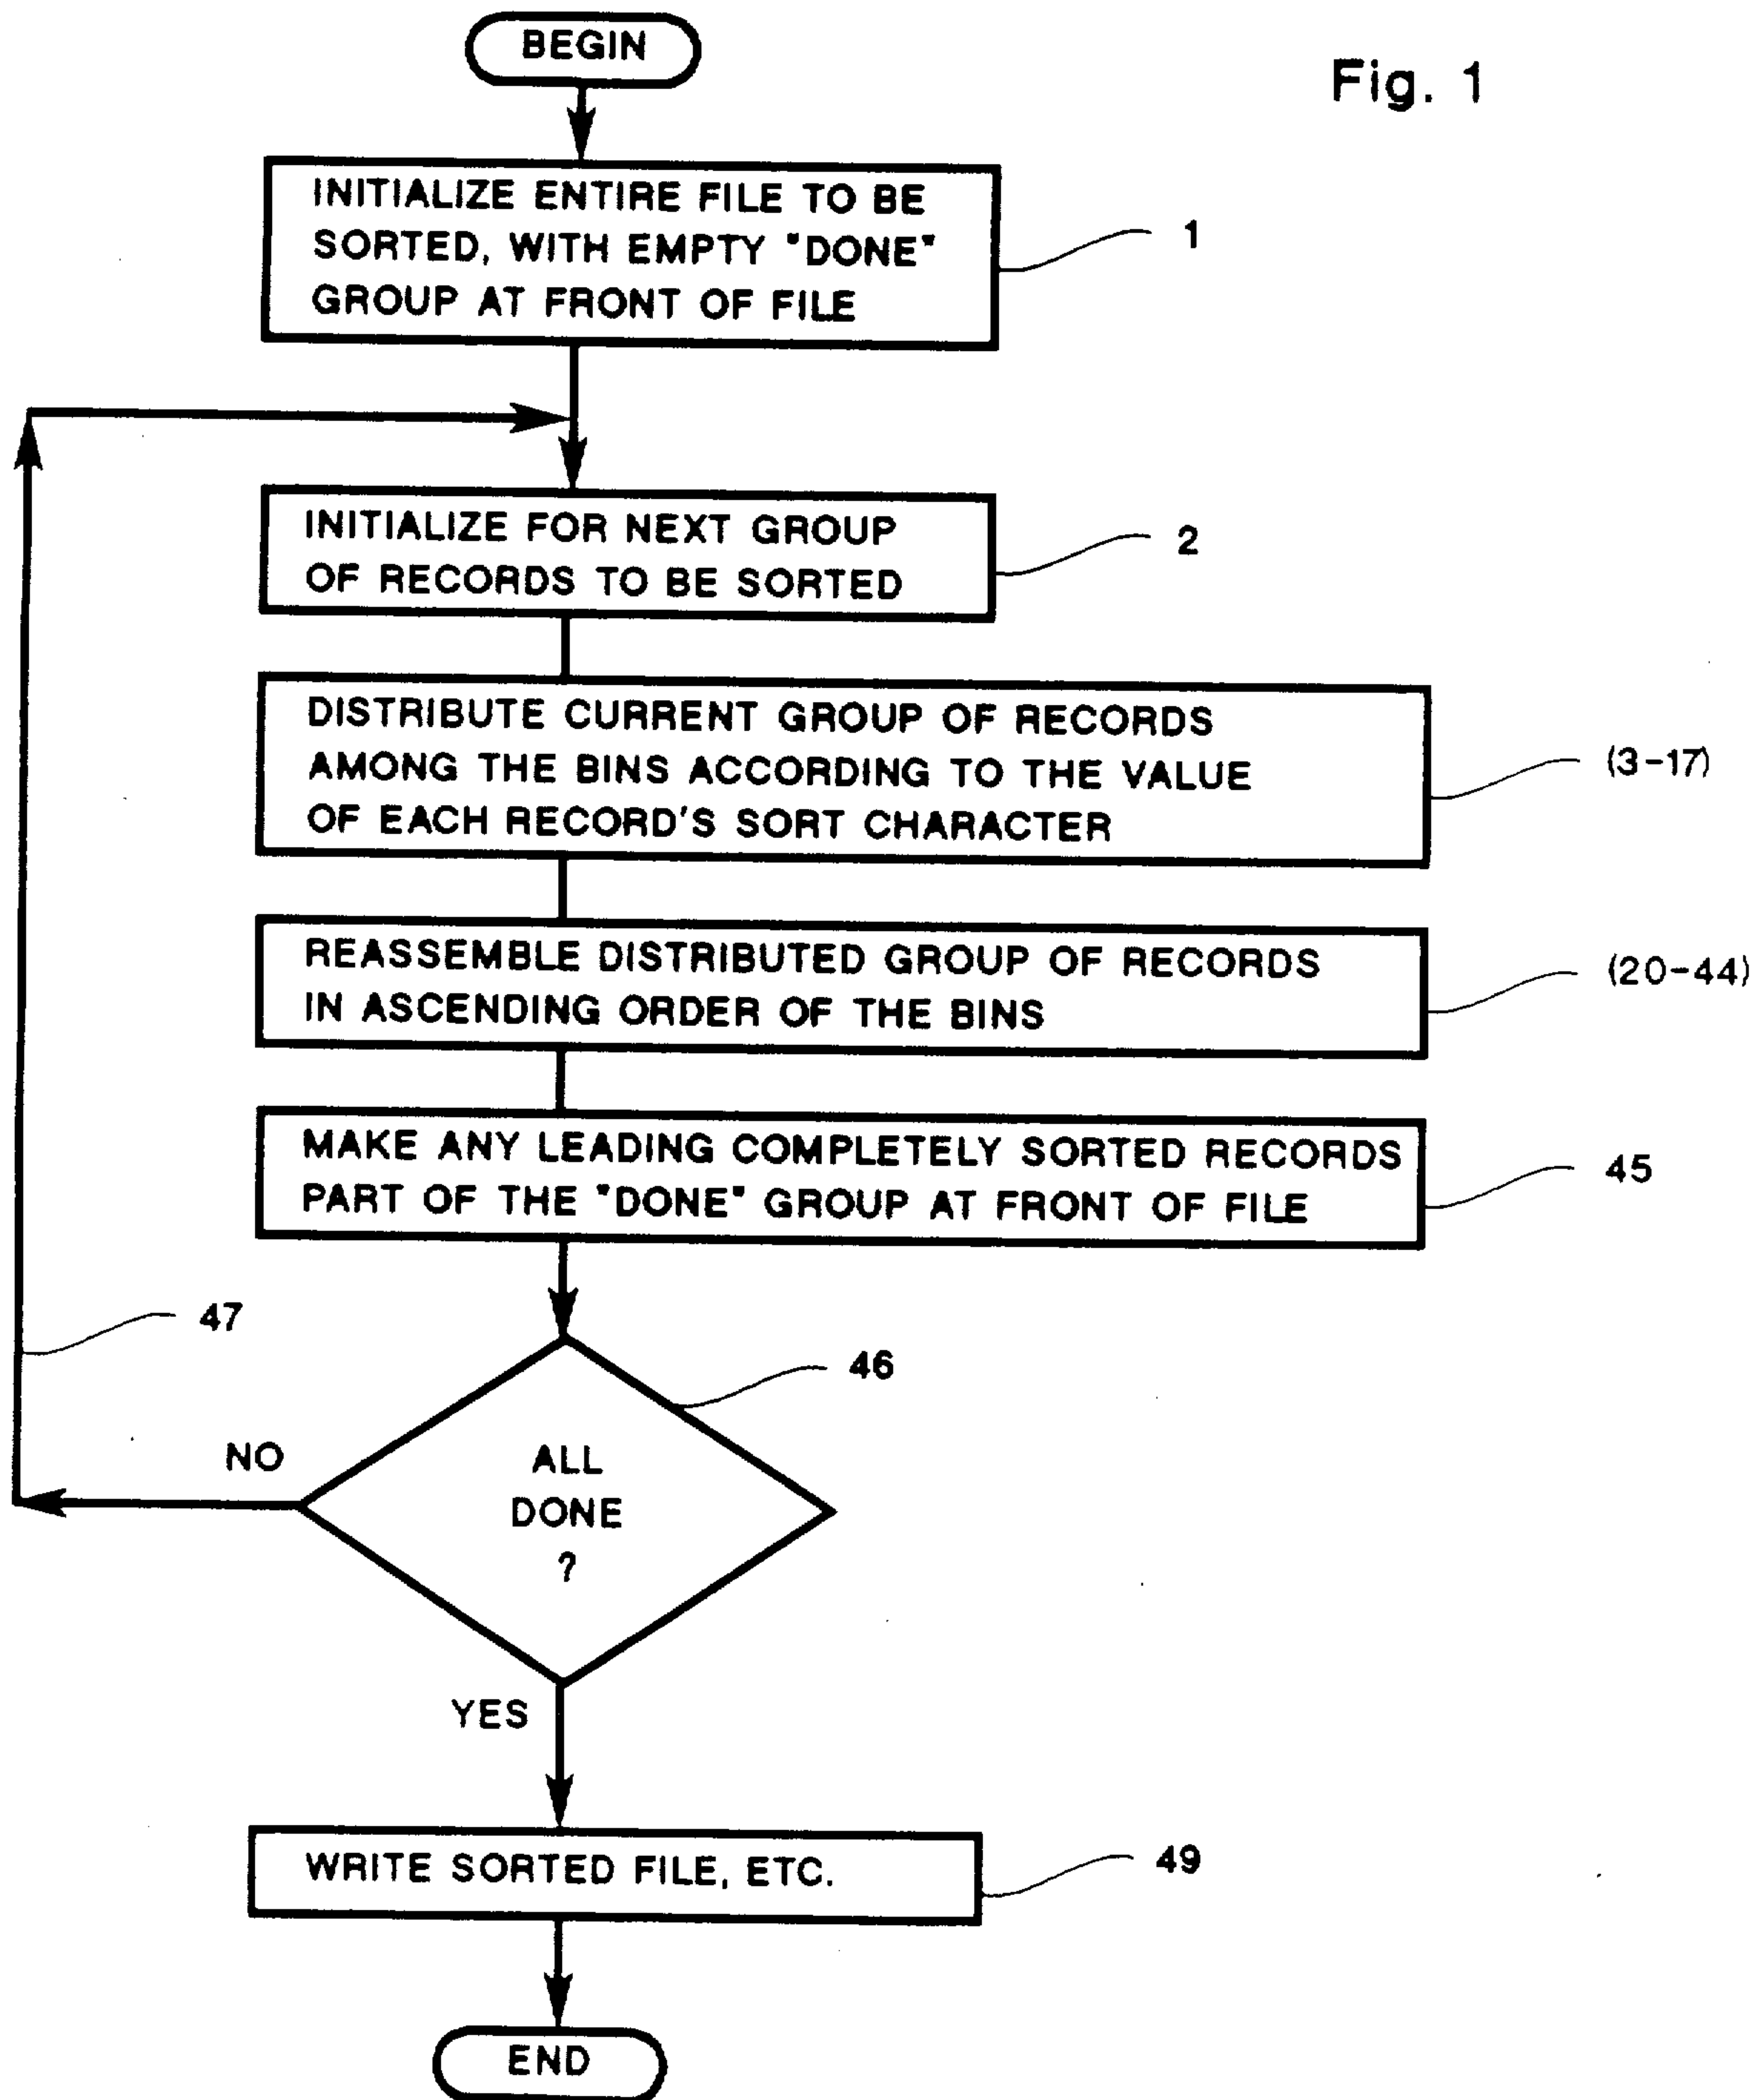 BEGIN
Fig. 1
INITIALIZE ENTIRE FILE TO BE
SORTED, WITH EMPTY "DONE"
GROUP AT FRONT OF FILE
1
INITIALIZE FOR NEXT GROUP
OF RECORDS TO BE SORTED
2
DISTRIBUTE CURRENT GROUP OF RECORDS
AMONG THE BINS ACCORDING TO THE VALUE
OF EACH RECORD'S SORT CHARACTER
(3-17)
REASSEMBLE DISTRIBUTED GROUP OF RECORDS
IN ASCENDING ORDER OF THE BINS
(20-44)
MAKE ANY LEADING COMPLETELY SORTED RECORDS
PART OF THE "DONE" GROUP AT FRONT OF FILE
45
47
46
NO
ALL
DONE
?
YES
WRITE SORTED FILE, ETC.
49
END